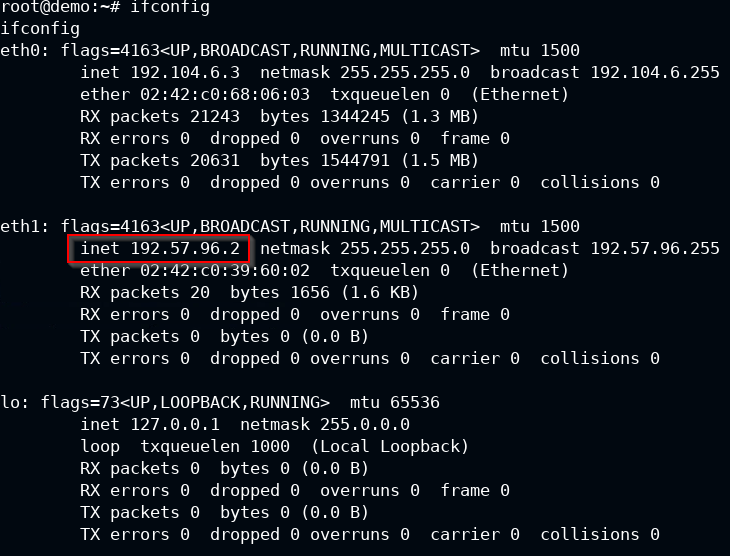 root@demo:~# ifconfig
ifconfig
eth0: flags=4163<UP,BROADCAST,RUNNING,MULTICAST>  mtu 1500
        inet 192.104.6.3  netmask 255.255.255.0  broadcast 192.104.6.255
        ether 02:42:c0:68:06:03  txqueuelen 0  (Ethernet)
        RX packets 21243  bytes 1344245 (1.3 MB)
        RX errors 0  dropped 0  overruns 0  frame 0
        TX packets 20631  bytes 1544791 (1.5 MB)
        TX errors 0  dropped 0 overruns 0  carrier 0  collisions 0

eth1: flags=4163<UP,BROADCAST,RUNNING,MULTICAST>  mtu 1500
        inet 192.57.96.2  netmask 255.255.255.0  broadcast 192.57.96.255
        ether 02:42:c0:39:60:02  txqueuelen 0  (Ethernet)
        RX packets 20  bytes 1656 (1.6 KB)
        RX errors 0  dropped 0  overruns 0  frame 0
        TX packets 0  bytes 0 (0.0 B)
        TX errors 0  dropped 0 overruns 0  carrier 0  collisions 0

lo: flags=73<UP,LOOPBACK,RUNNING>  mtu 65536
        inet 127.0.0.1  netmask 255.0.0.0
        loop  txqueuelen 1000  (Local Loopback)
        RX packets 0  bytes 0 (0.0 B)
        RX errors 0  dropped 0  overruns 0  frame 0
        TX packets 0  bytes 0 (0.0 B)
        TX errors 0  dropped 0 overruns 0  carrier 0  collisions 0